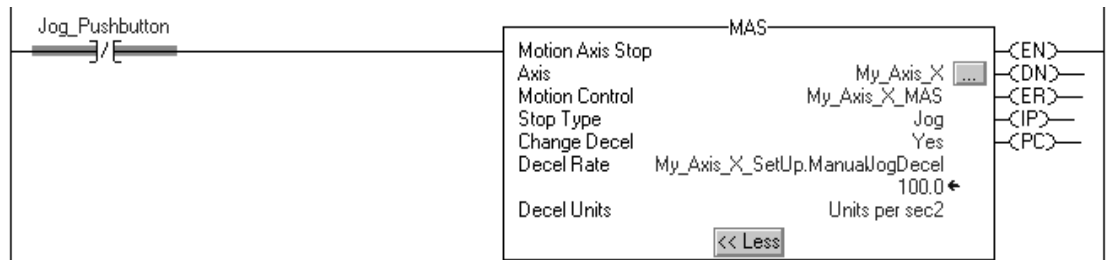 Jog_Pushbutton
MAS
Motion Axis Stop
Axis My_Axis_X ...
Motion Control My_Axis_X_MAS
Stop Type Jog
Change Decel Yes
Decel Rate My_Axis_X_SetUp.ManualJogDecel
100.0
Decel Units Units per sec2
<< Less
EN
DN
ER
IP
PC